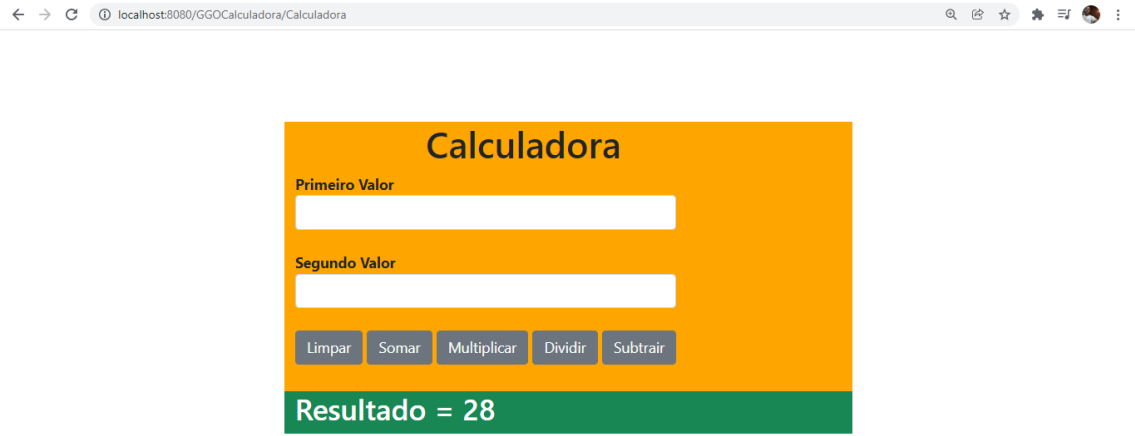 localhost:8080/GGOCalculadora/Calculadora
Calculadora
Primeiro Valor
Segundo Valor
Limpar Somar Multiplicar Dividir Subtrair
Resultado = 28